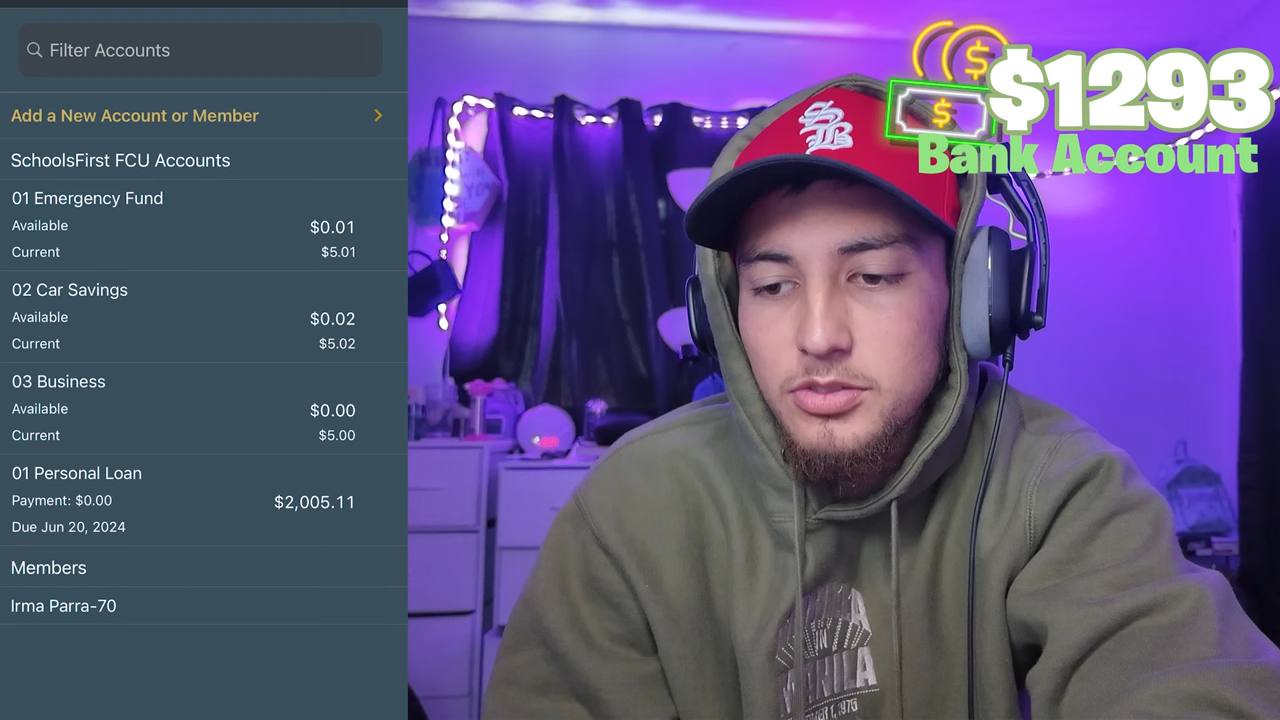 Filter Accounts
Add a New Account or Member
SchoolsFirst FCU Accounts
01 Emergency Fund
Available $0.01
Current $5.01
02 Car Savings
Available $0.02
Current $5.02
03 Business
Available $0.00
Current $5.00
01 Personal Loan
Payment: $0.00 $2,005.11
Due Jun 20, 2024
Members
Irma Parra-70
$1293
Bank Account
StB